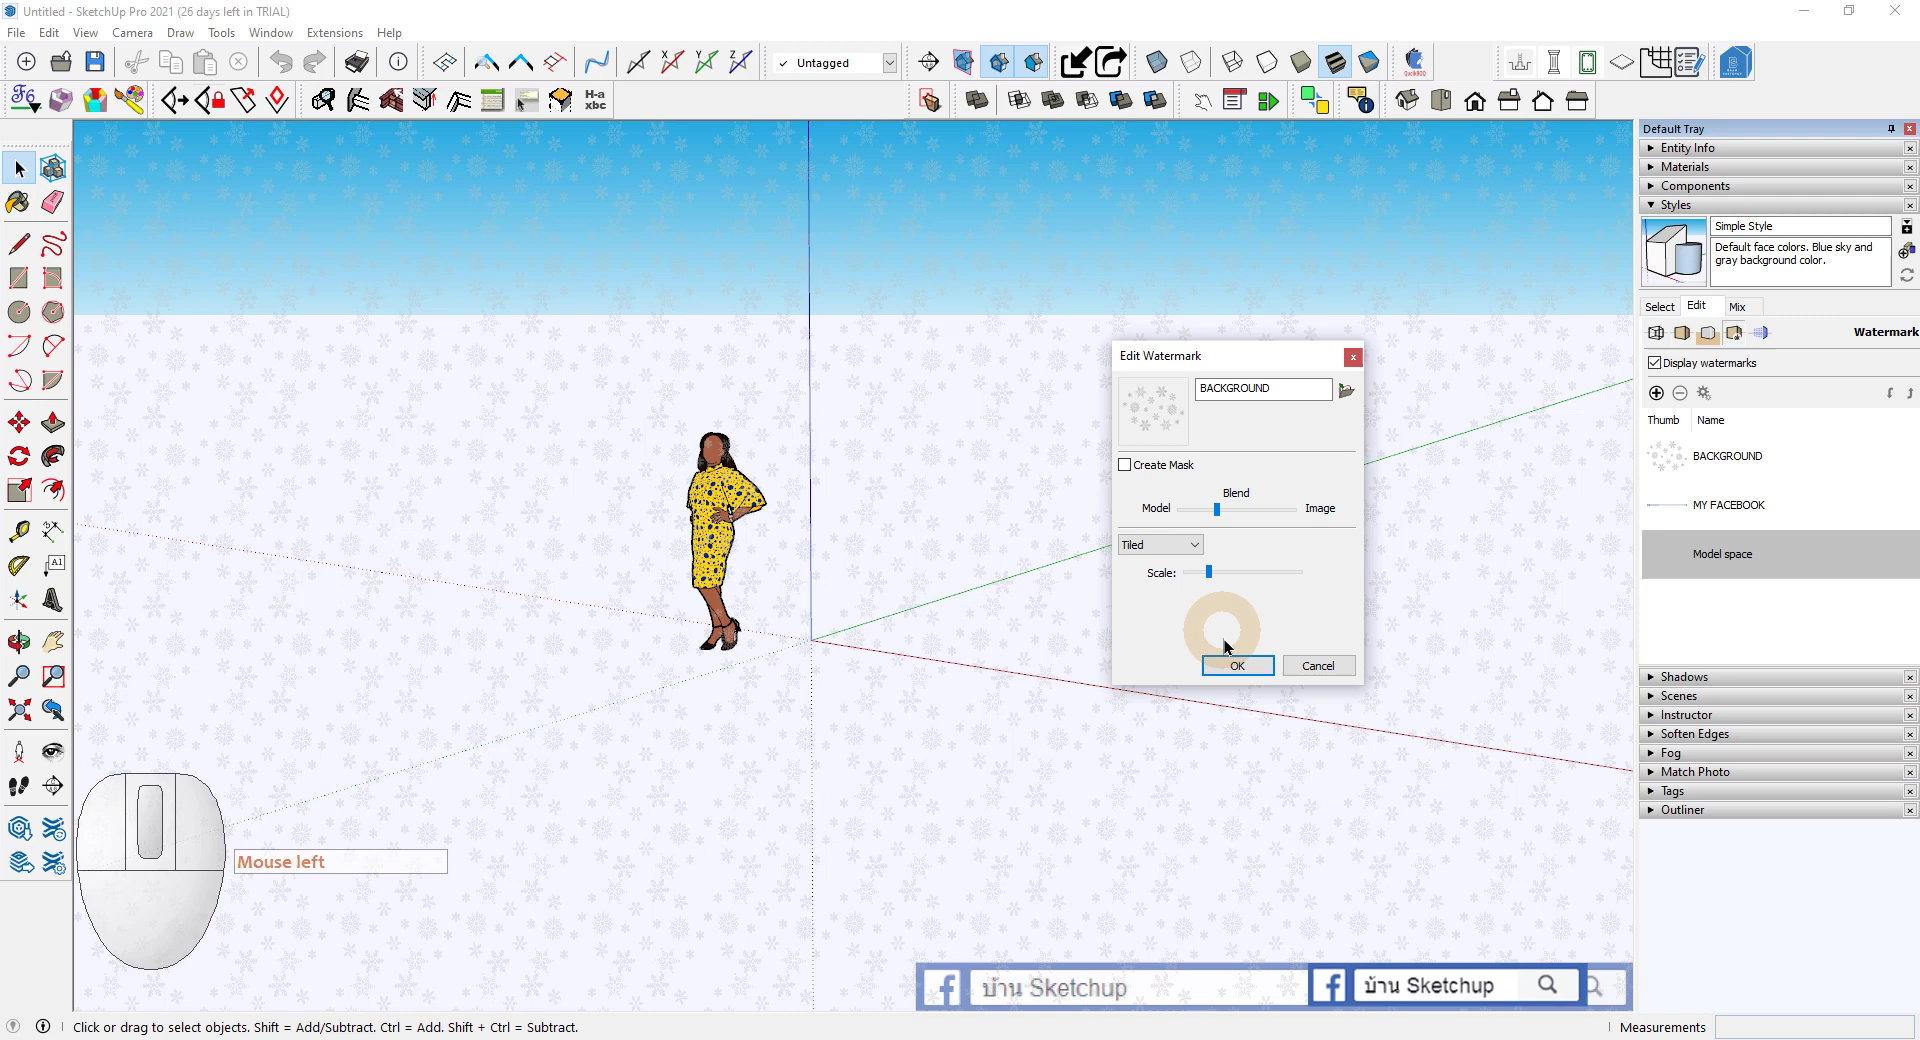 Untitled - SketchUp Pro 2021 (26 days left in TRIAL)
File Edit View Camera Draw Tools Window Extensions Help
Untagged
QuickBOQ
H-a
xbc
A1
Default Tray
Entity Info
Materials
Components
Styles
Simple Style
Default face colors. Blue sky and
gray background color.
Select Edit Mix
Watermark
Display watermarks
Thumb Name
BACKGROUND
MY FACEBOOK
Model space
Shadows
Scenes
Instructor
Soften Edges
Fog
Match Photo
Tags
Outliner
Edit Watermark
BACKGROUND
Create Mask
Blend
Model Image
Tiled
Scale:
OK Cancel
Mouse left
f บ้าน Sketchup
f บ้าน Sketchup
Click or drag to select objects. Shift = Add/Subtract. Ctrl = Add. Shift + Ctrl = Subtract.
Measurements